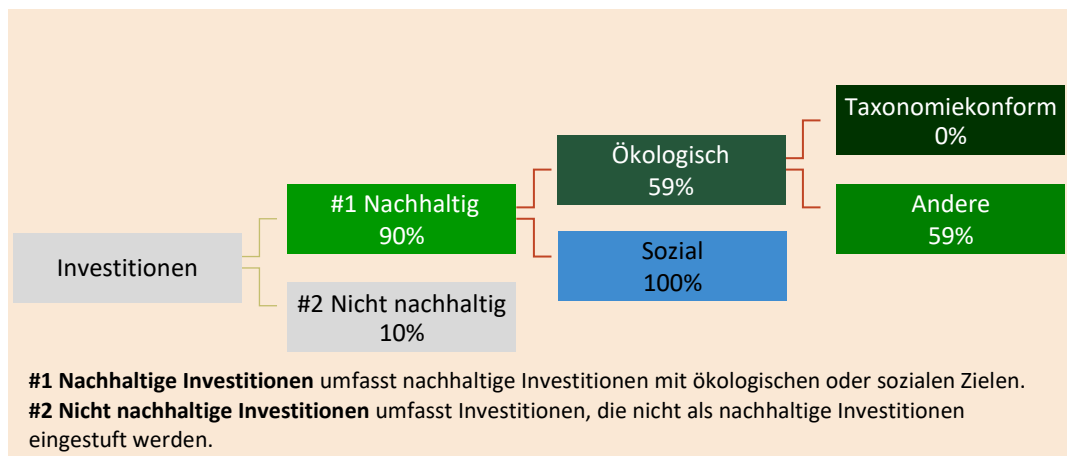 Taxonomiekonform
0%
Ökologisch
59%
#1 Nachhaltig
90%
Andere
59%
Sozial
100%
Investitionen
#2 Nicht nachhaltig
10%
#1 Nachhaltige Investitionen umfasst nachhaltige Investitionen mit ökologischen oder sozialen Zielen.
#2 Nicht nachhaltige Investitionen umfasst Investitionen, die nicht als nachhaltige Investitionen
eingestuft werden.